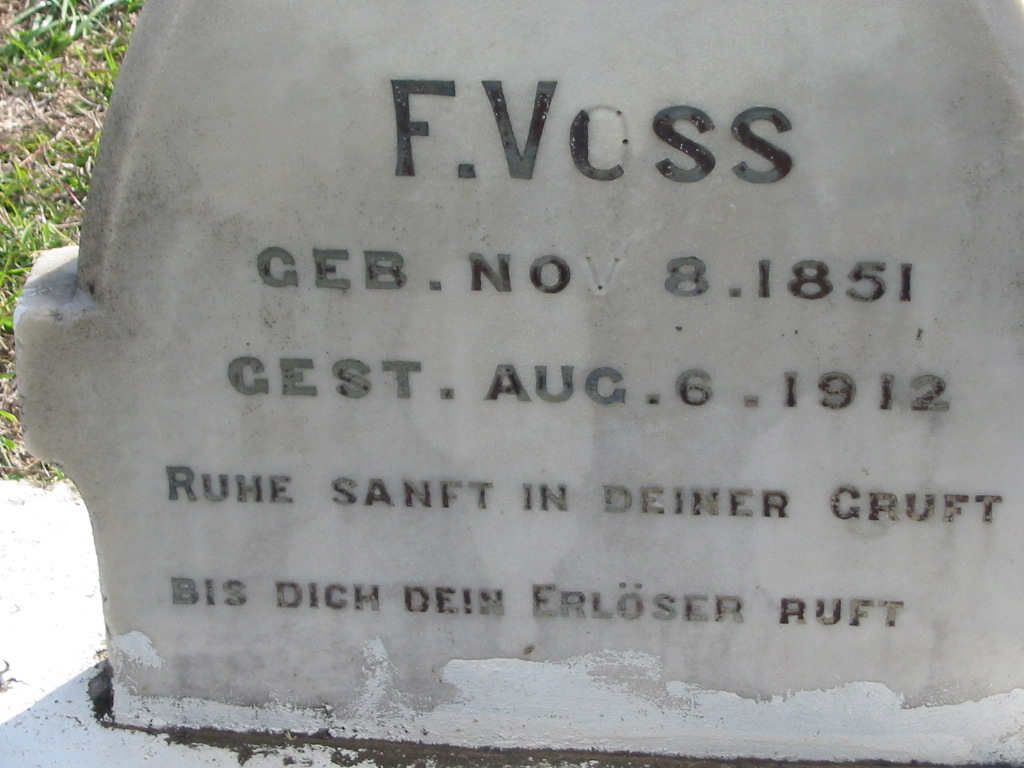 F. VOSS
GEB. NOV 8. 1851
GEST. AUG. 6. 1912
RUHE SANFT IN DEINER GRUFT
BIS DICH DEIN ERLÖSER RUFT